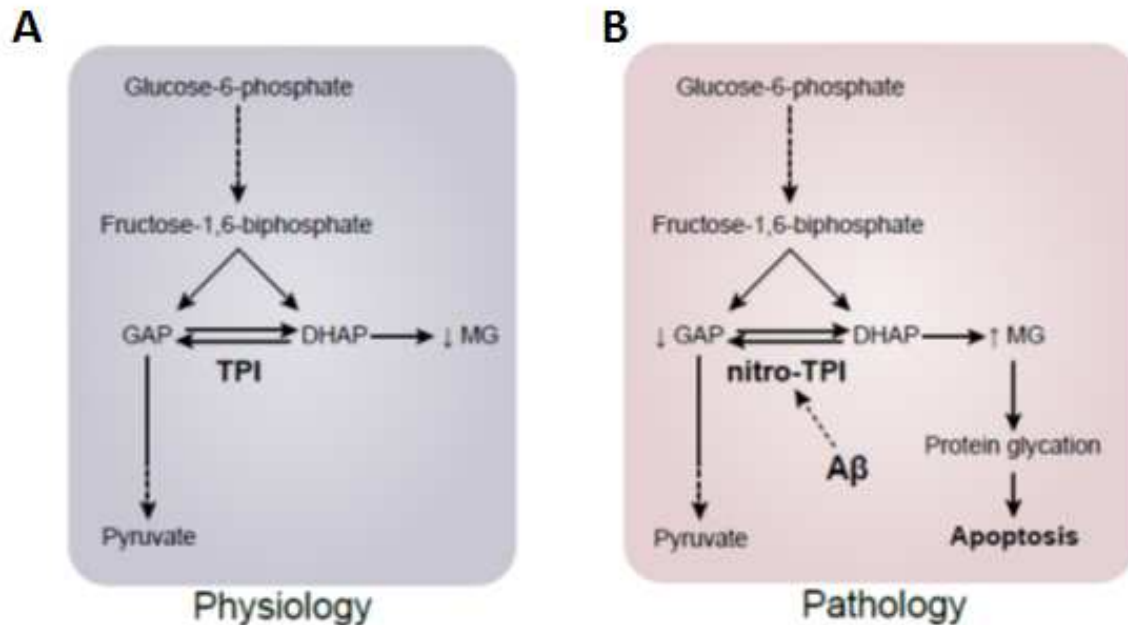 A
Glucose-6-phosphate
Fructose-1,6-biphosphate
GAP DHAP ↓ MG
TPI
Pyruvate
Physiology
B
Glucose-6-phosphate
Fructose-1,6-biphosphate
↓ GAP DHAP ↑ MG
nitro-TPI
Aβ
Protein glycation
Pyruvate
Apoptosis
Pathology